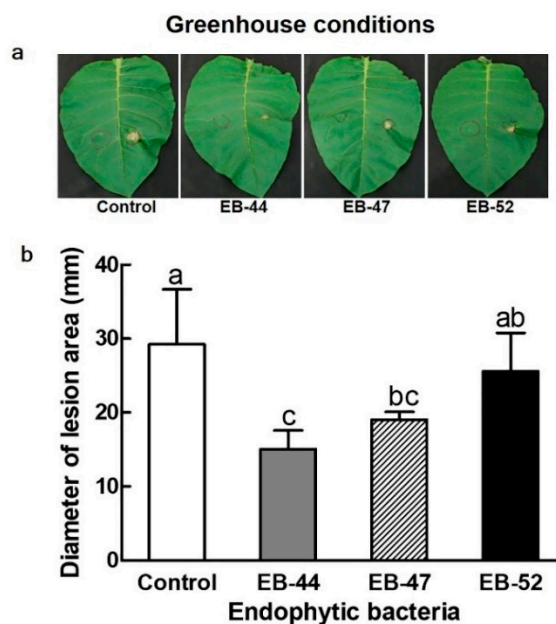 Greenhouse conditions
a
Control EB-44 EB-47 EB-52
b
Diameter of lesion area (mm)
40
30
20
10
0
a
c
bc
ab
Control EB-44 EB-47 EB-52
Endophytic bacteria